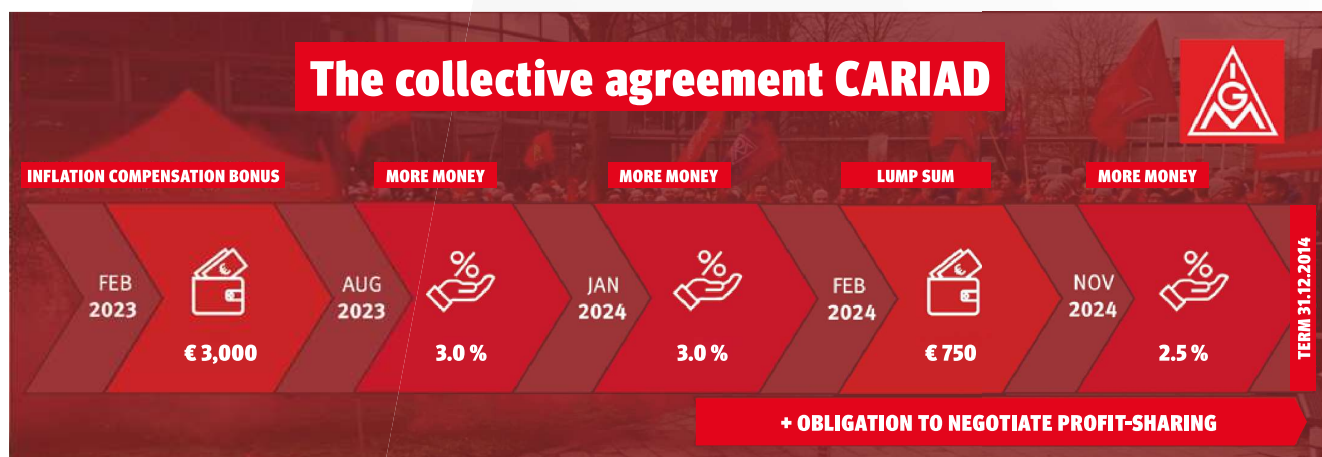 The collective agreement CARIAD
IGM
INFLATION COMPENSATION BONUS
MORE MONEY
MORE MONEY
LUMP SUM
MORE MONEY
FEB
2023
€ 3,000
AUG
2023
%
3.0 %
JAN
2024
%
3.0 %
FEB
2024
€ 750
NOV
2024
%
2.5 %
TERM 31.12.2014
+ OBLIGATION TO NEGOTIATE PROFIT-SHARING